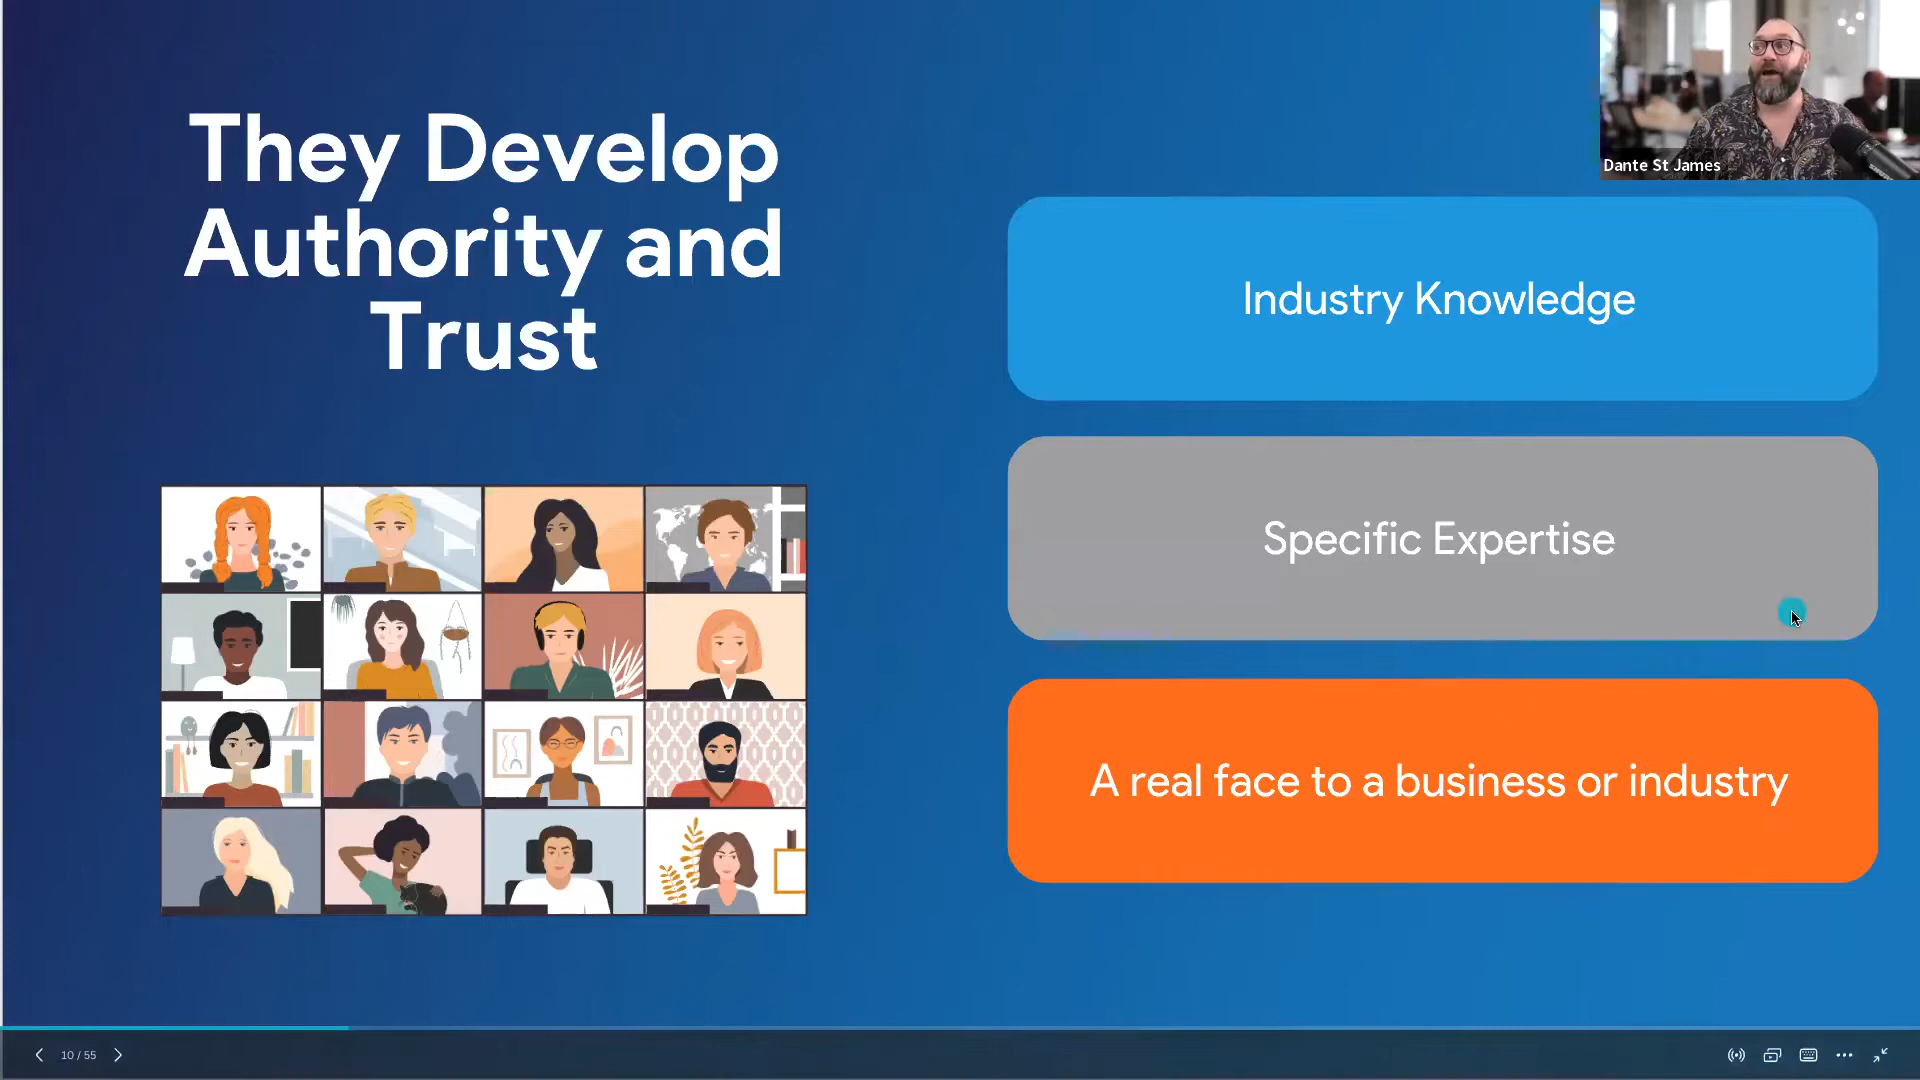 They Develop
Authority and
Trust
Dante St James
Industry Knowledge
Specific Expertise
A real face to a business or industry
10 / 55